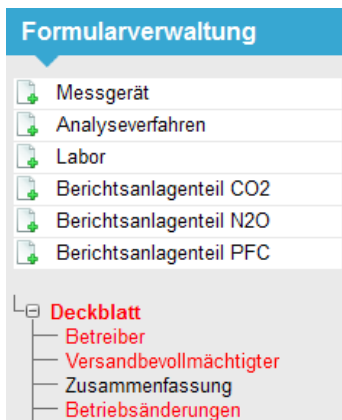 Formularverwaltung
Messgerät
Analyseverfahren
Labor
Berichtsanlagenteil CO2
Berichtsanlagenteil N2O
Berichtsanlagenteil PFC
Deckblatt
Betreiber
Versandbevollmächtigter
Zusammenfassung
Betriebsänderungen